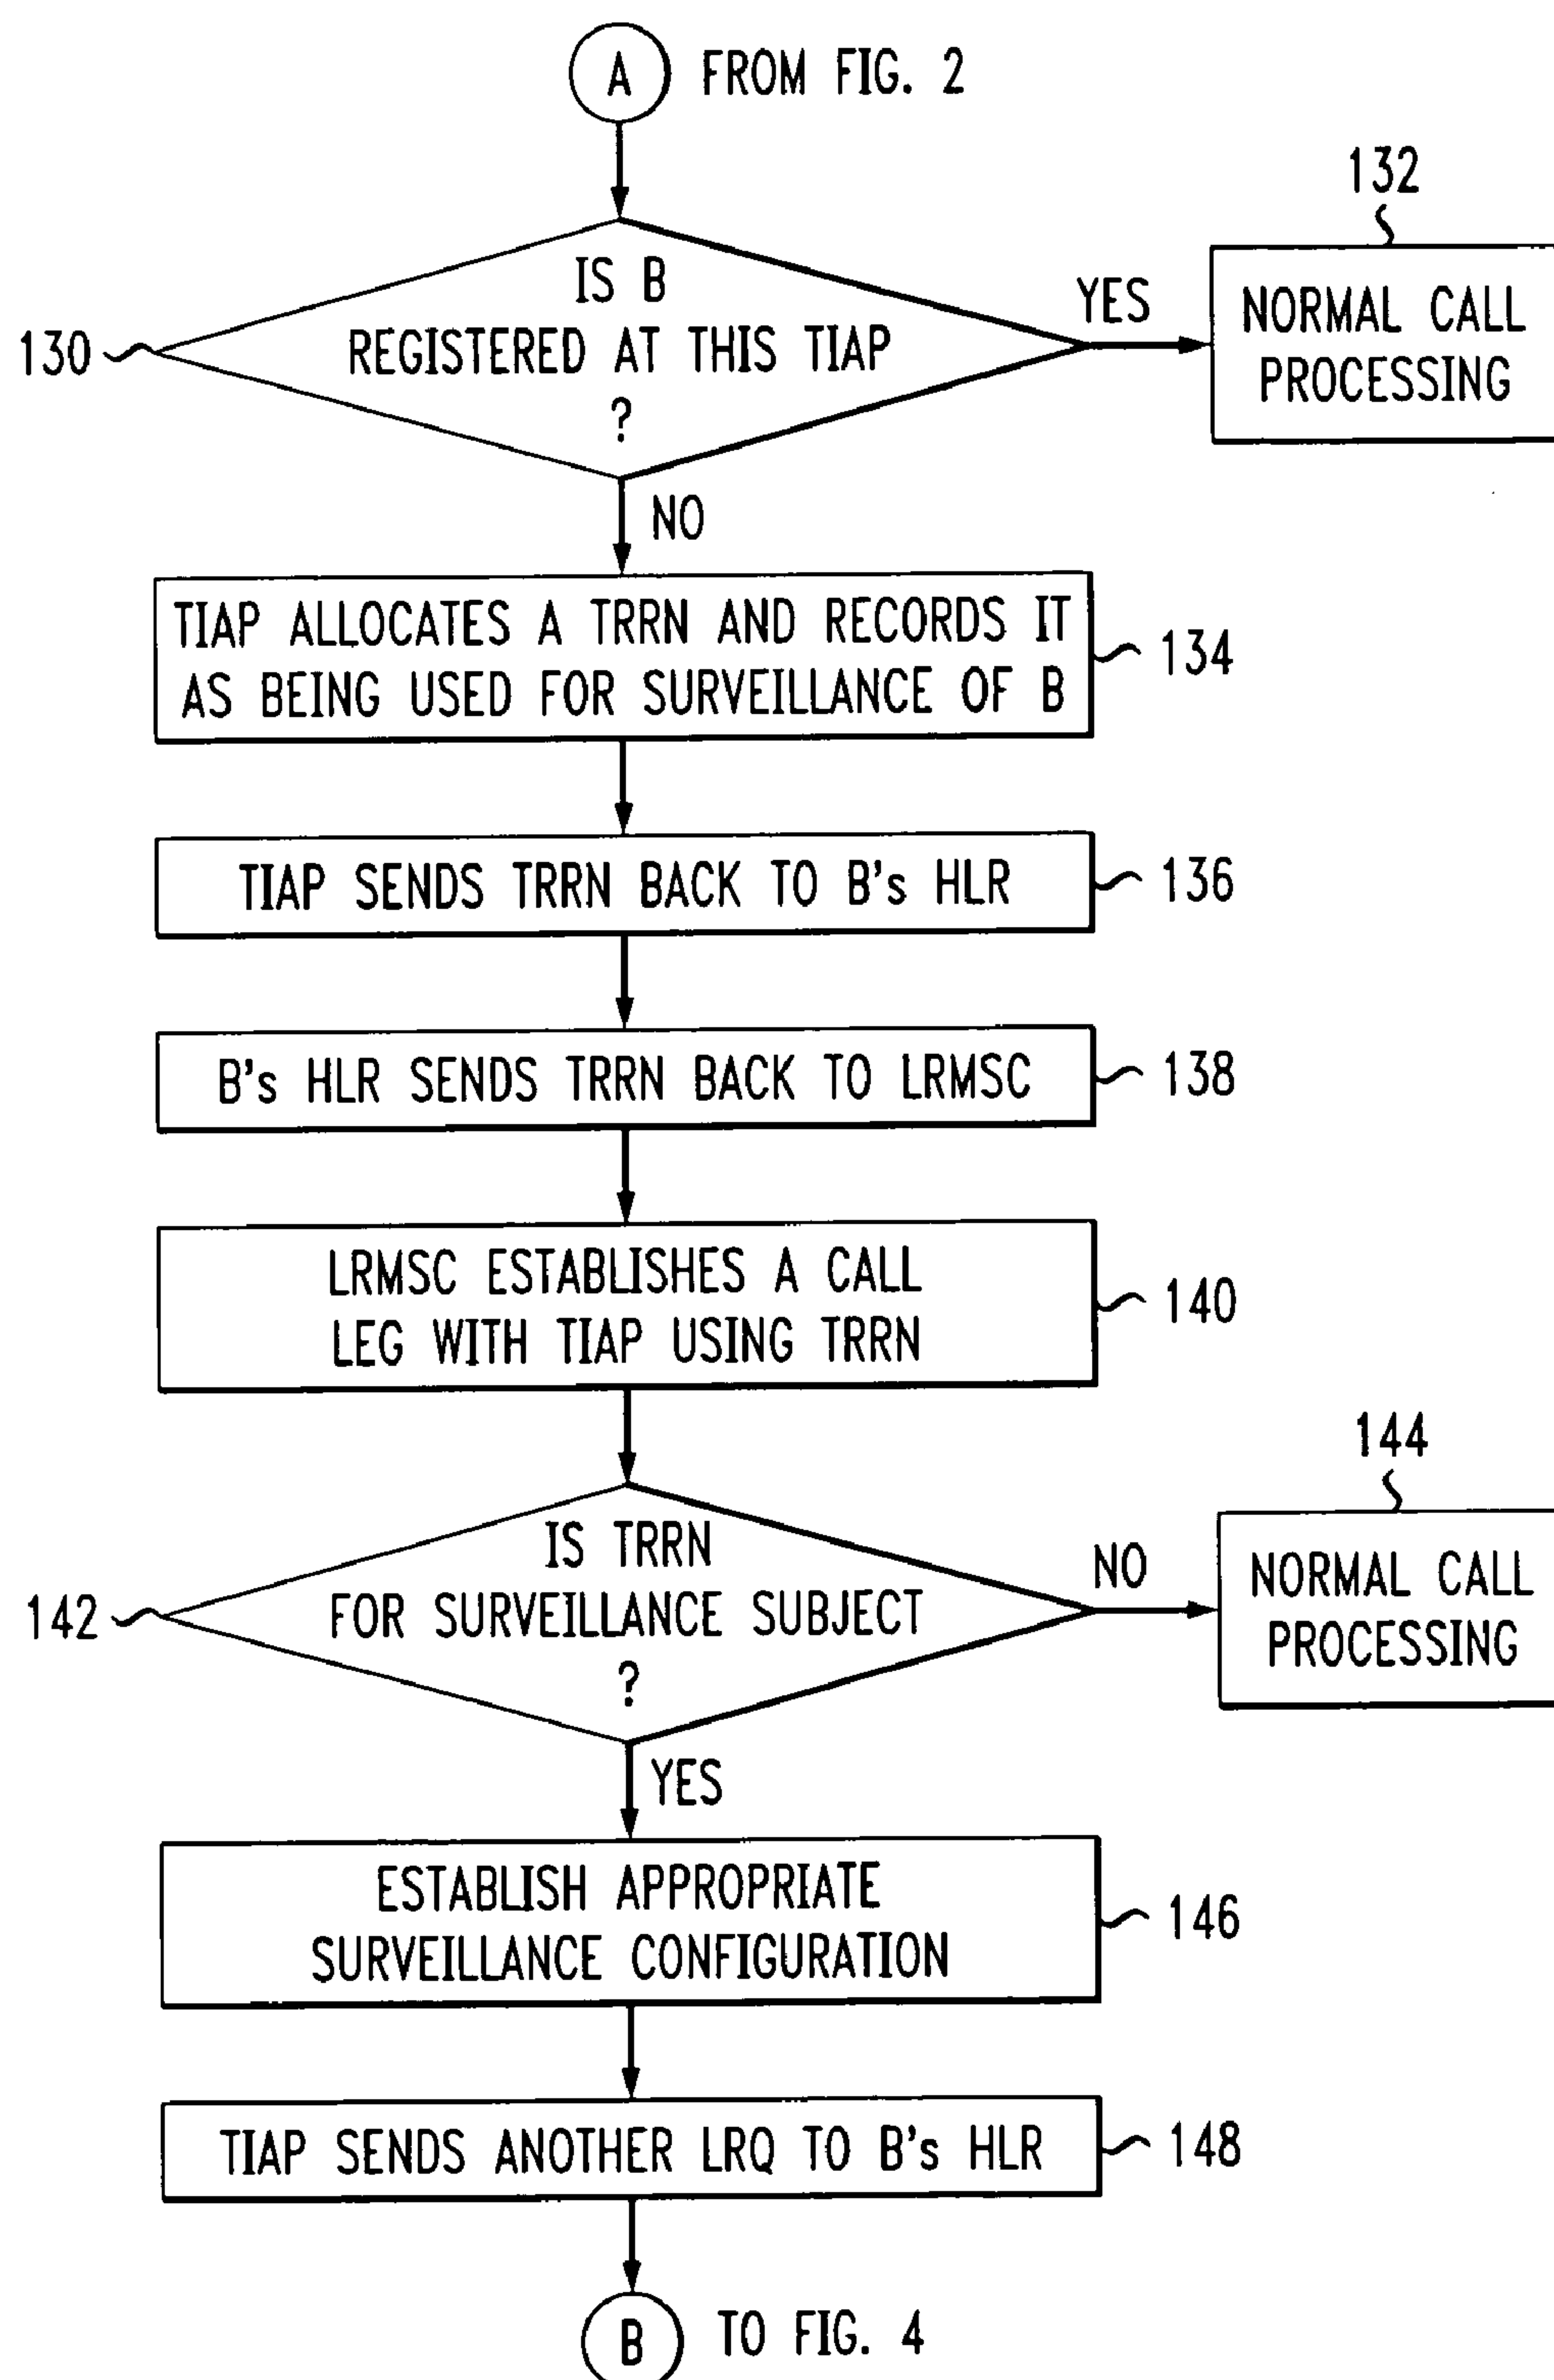 A FROM FIG. 2
132
IS B
REGISTERED AT THIS TIAP
?
130
YES
NORMAL CALL
PROCESSING
NO
TIAP ALLOCATES A TRRN AND RECORDS IT
AS BEING USED FOR SURVEILLANCE OF B
134
TIAP SENDS TRRN BACK TO B's HLR
136
B's HLR SENDS TRRN BACK TO LRMSC
138
LRMSC ESTABLISHES A CALL
LEG WITH TIAP USING TRRN
140
144
IS TRRN
FOR SURVEILLANCE SUBJECT
?
142
NO
NORMAL CALL
PROCESSING
YES
ESTABLISH APPROPRIATE
SURVEILLANCE CONFIGURATION
146
TIAP SENDS ANOTHER LRQ TO B's HLR
148
B TO FIG. 4